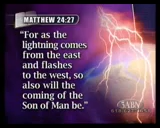 MATTHEW 24:27
"For as the
lightning comes
from the east
and flashes
to the west, so
also will the
coming of the
Son of Man be."
3ABN